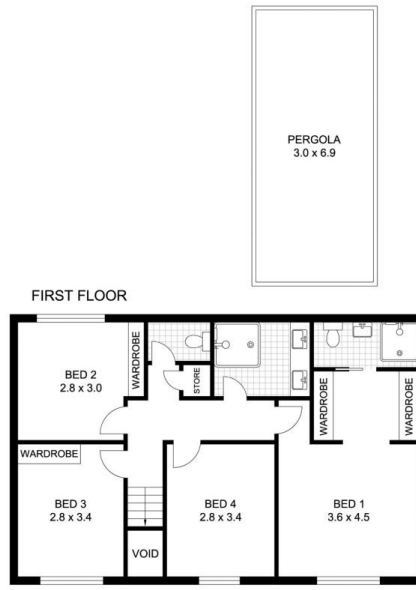 PERGOLA
3.0 x 6.9
FIRST FLOOR
BED 2
2.8 x 3.0
WARDROBE
STORE
WARDROBE
WARDROBE
WARDROBE
BED 3
2.8 x 3.4
VOID
BED 4
2.8 x 3.4
BED 1
3.6 x 4.5